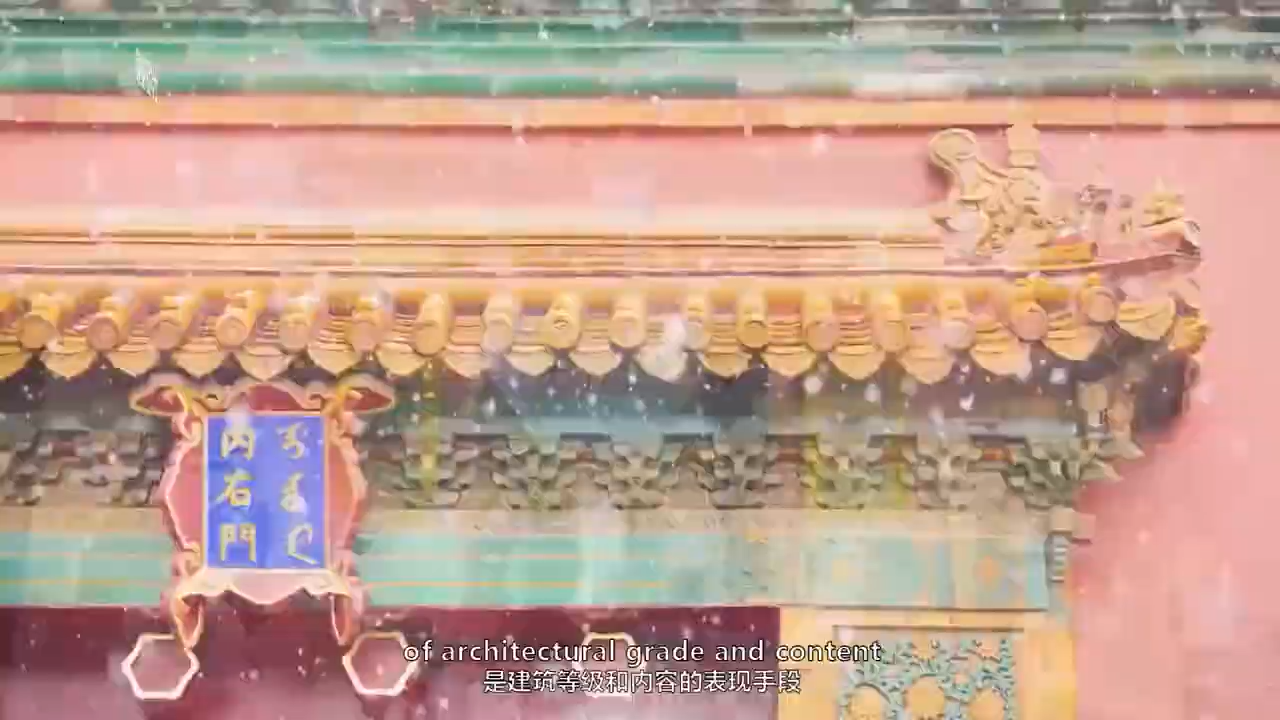 内右門
of architectural grade and content
是建筑等级和内容的表现手段